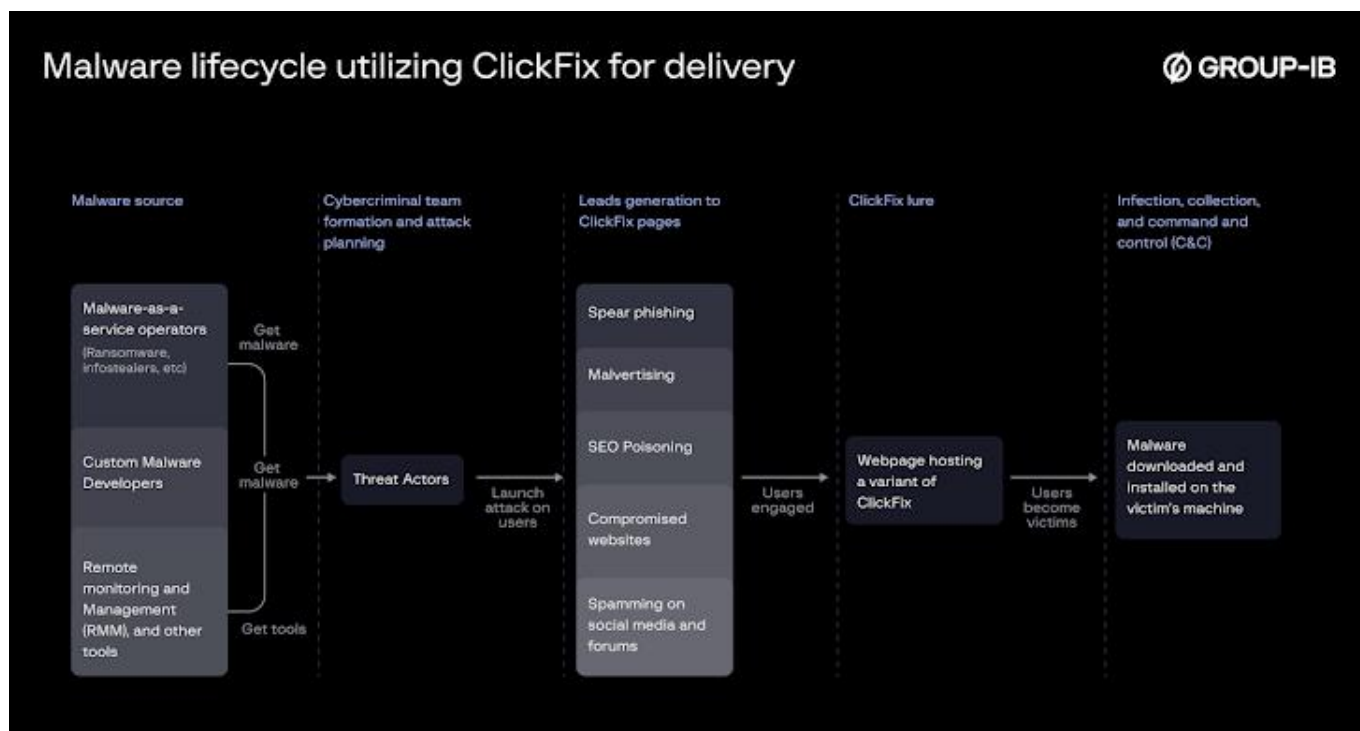 Malware lifecycle utilizing ClickFix for delivery
GROUP-IB
Malware source
Cybercriminal team
formation and attack
planning
Leads generation to
ClickFix pages
ClickFix lure
Infection, collection,
and command and
control (C&C)
Malware-as-a-
service operators
(Ransomware,
infostealers, etc)
Get
malware
Custom Malware
Developers
Get
malware
Remote
monitoring and
Management
(RMM), and other
tools
Get tools
Threat Actors
Launch
attack on
users
Spear phishing
Malvertising
SEO Poisoning
Compromised
websites
Spamming on
social media and
forums
Users
engaged
Webpage hosting
a variant of
ClickFix
Users
become
victims
Malware
downloaded and
installed on the
victim's machine